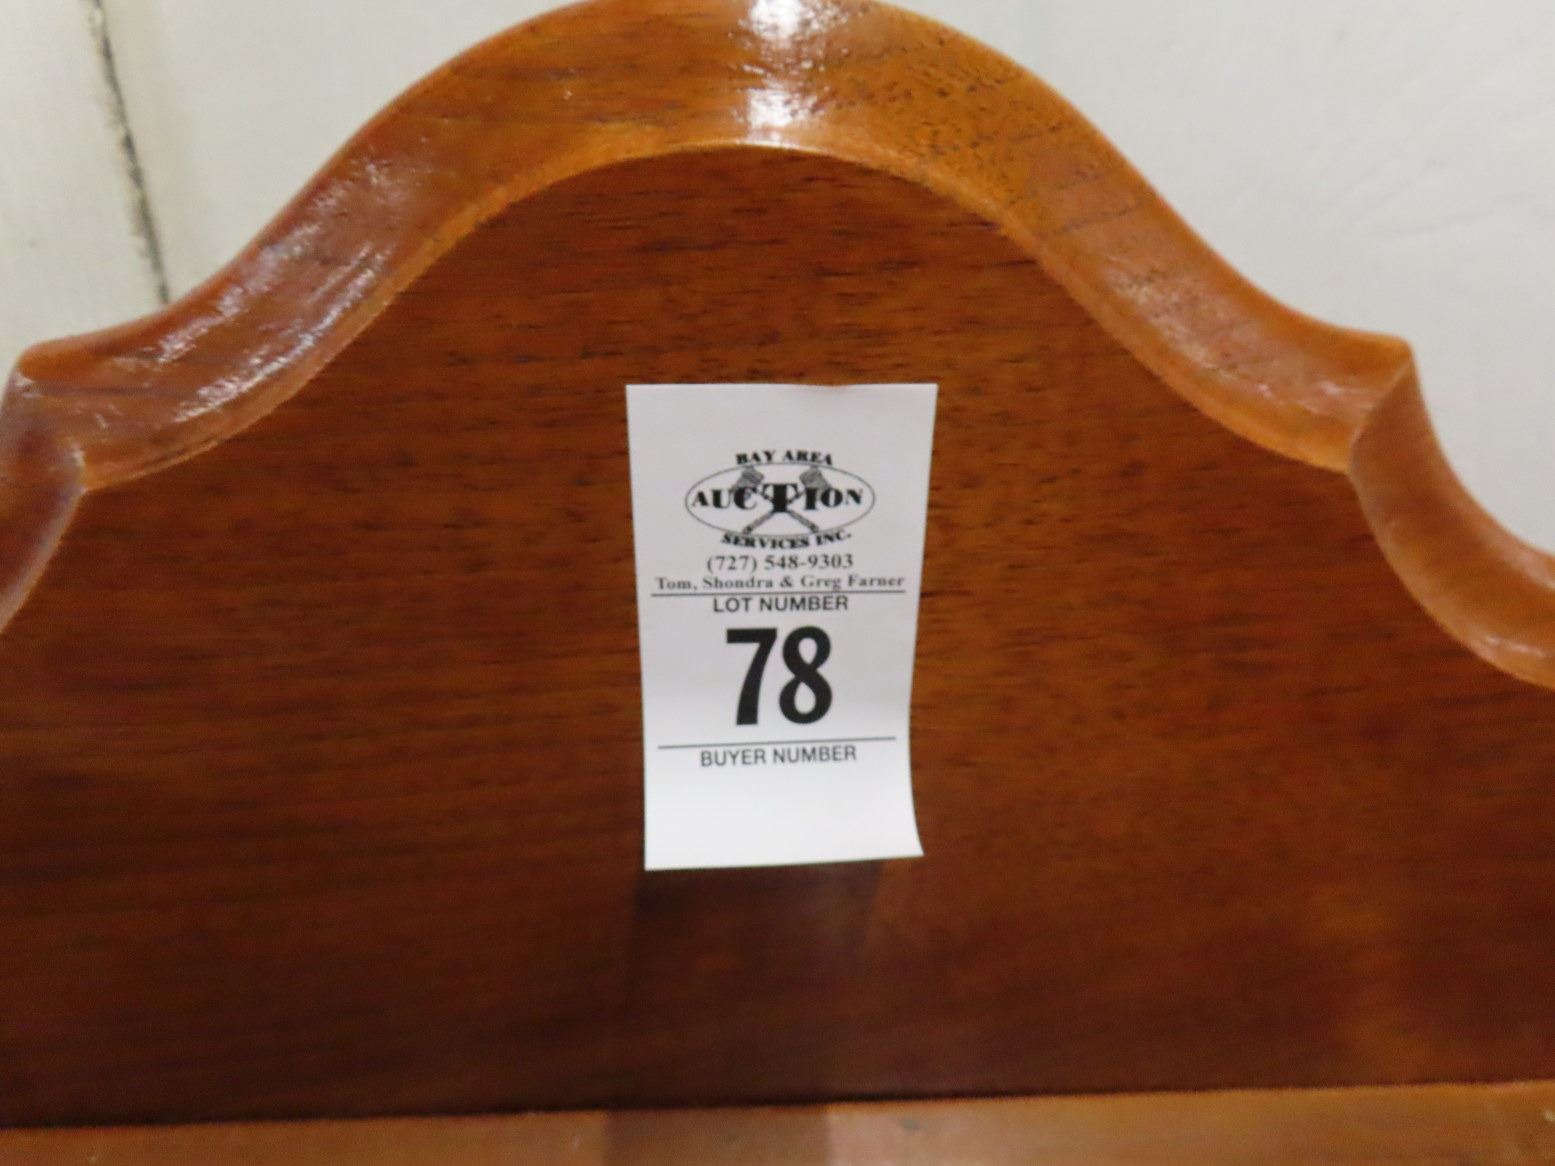 BAY AREA
AUCTION
SERVICES INC.
(727) 548-9303
Tom, Shondra & Greg Farner
LOT NUMBER
78
BUYER NUMBER